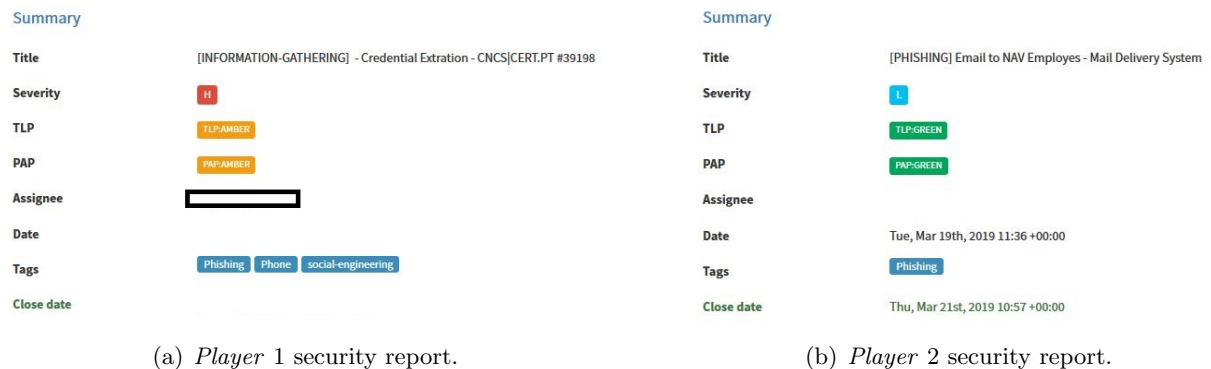 Summary
Title [INFORMATION-GATHERING] - Credential Extration - CNCS|CERT.PT #39198
Severity H
TLP TLP:AMBER
PAP PAP:AMBER
Assignee
Date
Tags Phishing Phone social-engineering
Close date
(a) Player 1 security report.
Summary
Title [PHISHING] Email to NAV Employes - Mail Delivery System
Severity L
TLP TLP:GREEN
PAP PAP:GREEN
Assignee
Date Tue, Mar 19th, 2019 11:36 +00:00
Tags Phishing
Close date Thu, Mar 21st, 2019 10:57 +00:00
(b) Player 2 security report.